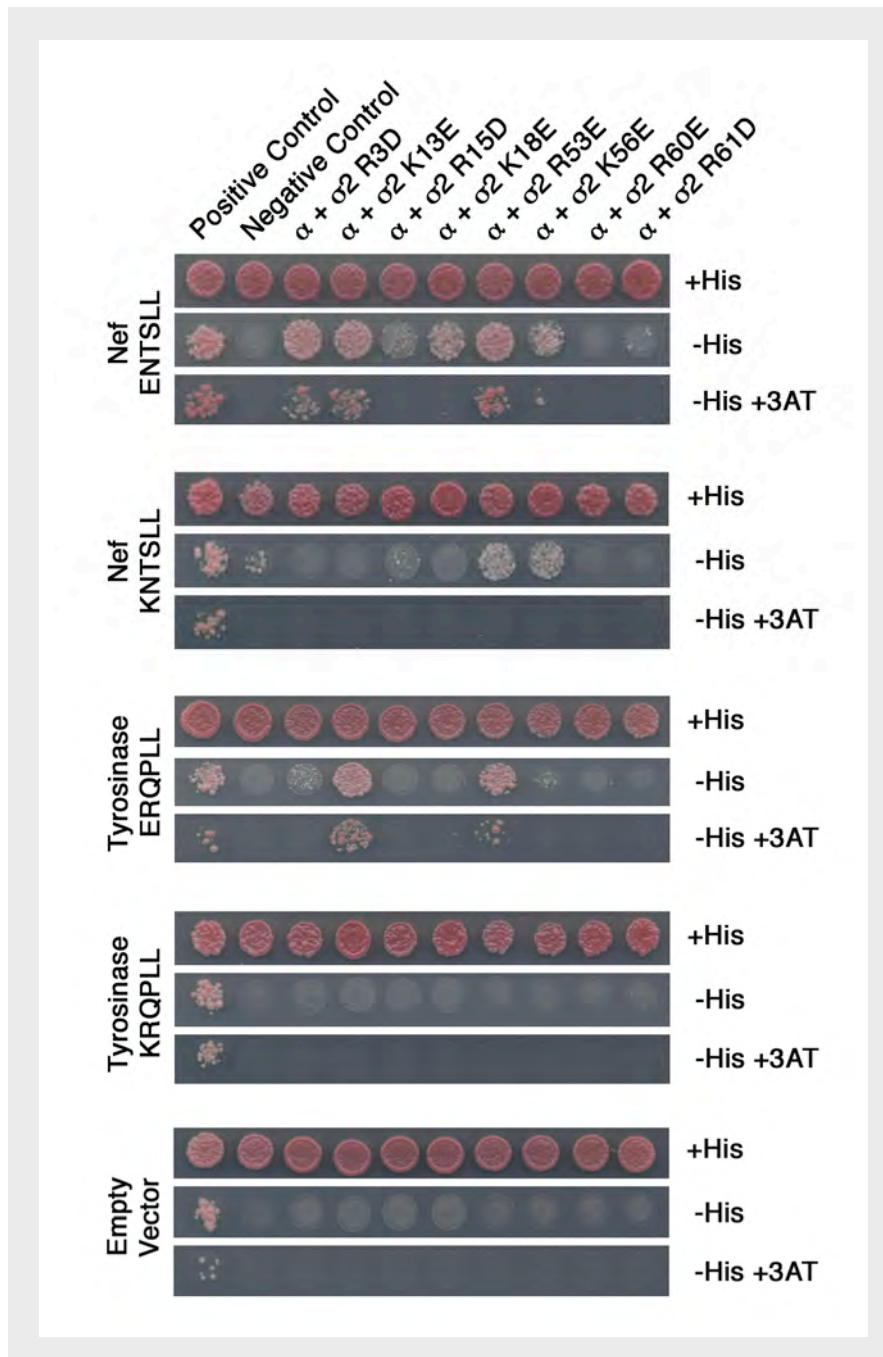 Positive Control
Negative Control
α + σ2 R3D
α + σ2 K13E
α + σ2 R15D
α + σ2 K18E
α + σ2 R53E
α + σ2 K56E
α + σ2 R60E
α + σ2 R61D
Nef
ENTSLL
+His
-His
-His +3AT
Nef
KNTSLL
+His
-His
-His +3AT
Tyrosinase
ERQPLL
+His
-His
-His +3AT
Tyrosinase
KRQPLL
+His
-His
-His +3AT
Empty
Vector
+His
-His
-His +3AT